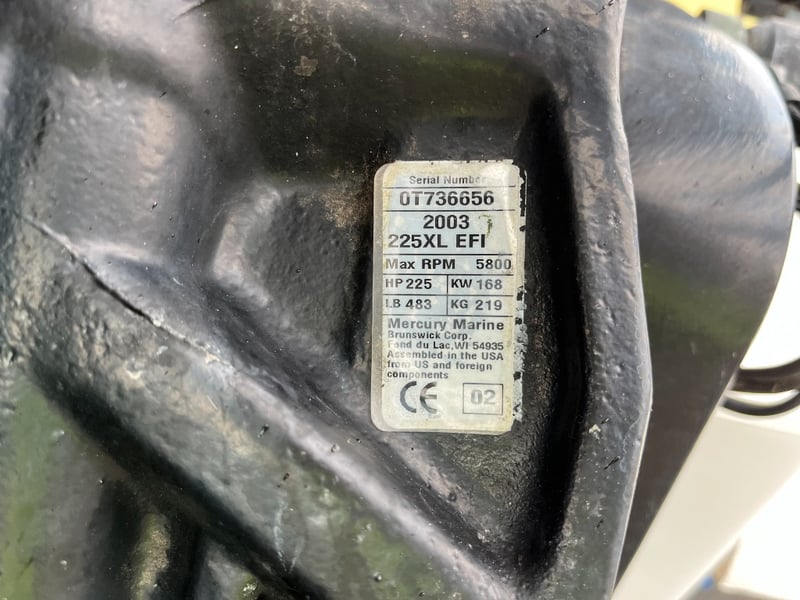 Serial Number
0T736656
2003
225XL EFI
Max RPM 5800
HP 225 KW 168
LB 483 KG 219
Mercury Marine
Brunswick Corp.
Fond du Lac, WI 54935
Assembled in the USA
from US and foreign
components
CE 02